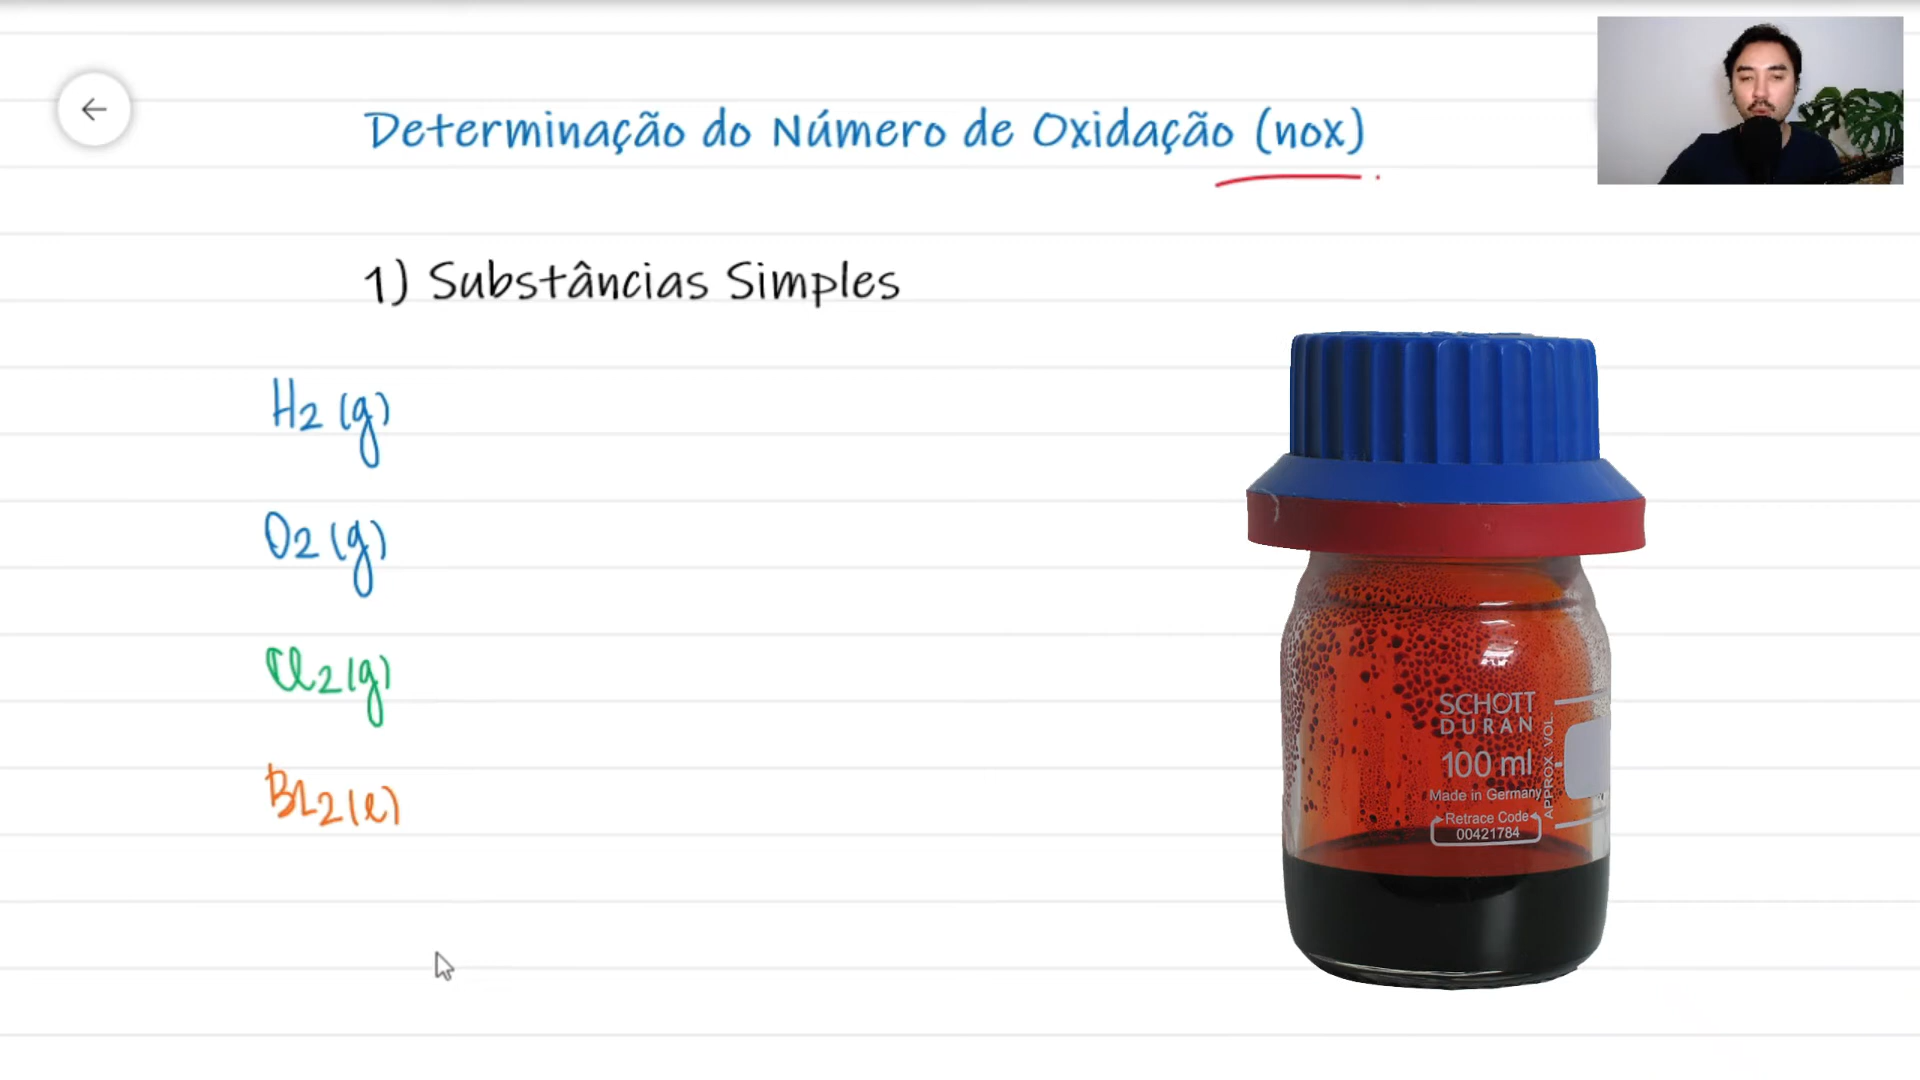 Determinação do Número de Oxidação (nox)
1) Substâncias Simples
H2 (g)
O2 (g)
Cl2 (g)
Br2 (l)
SCHOTT
DURAN
100 ml
Made in Germany
Retrace Code
00421784
APPROX. VOL.